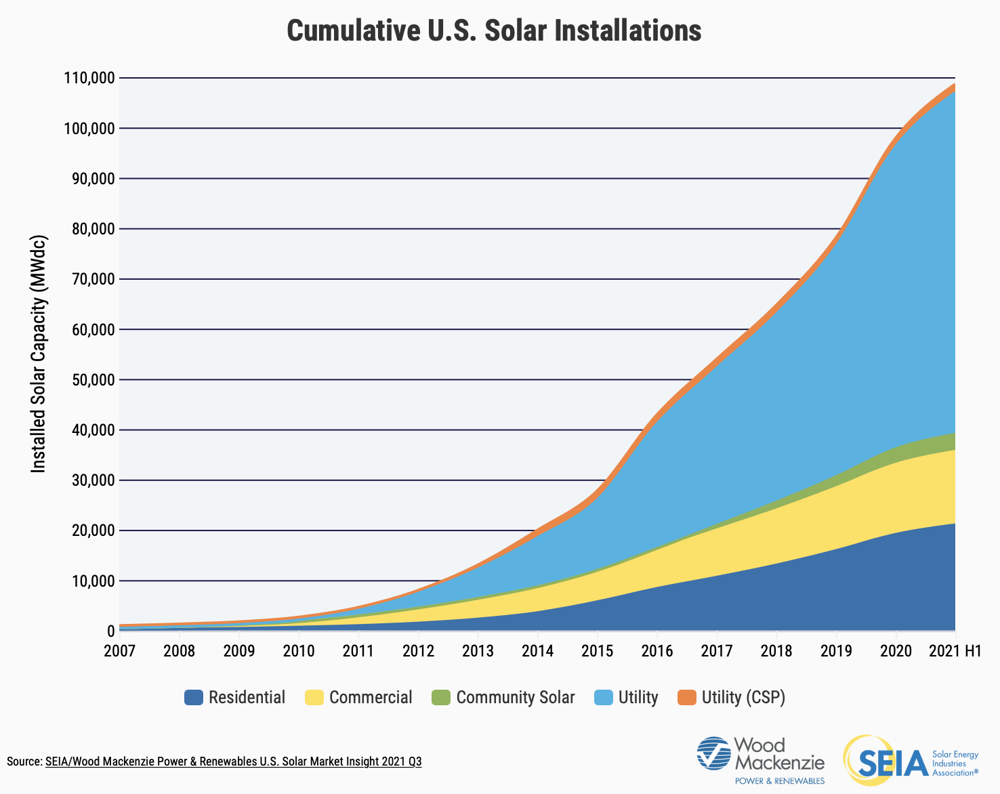 Cumulative U.S. Solar Installations
110,000
100,000
90,000
80,000
70,000
60,000
50,000
40,000
30,000
20,000
10,000
0
Installed Solar Capacity (MWdc)
2007 2008 2009 2010 2011 2012 2013 2014 2015 2016 2017 2018 2019 2020 2021 H1
Residential Commercial Community Solar Utility Utility (CSP)
Source: SEIA/Wood Mackenzie Power & Renewables U.S. Solar Market Insight 2021 Q3
Wood
Mackenzie
POWER & RENEWABLES
SEIA
Solar Energy
Industries
Association®